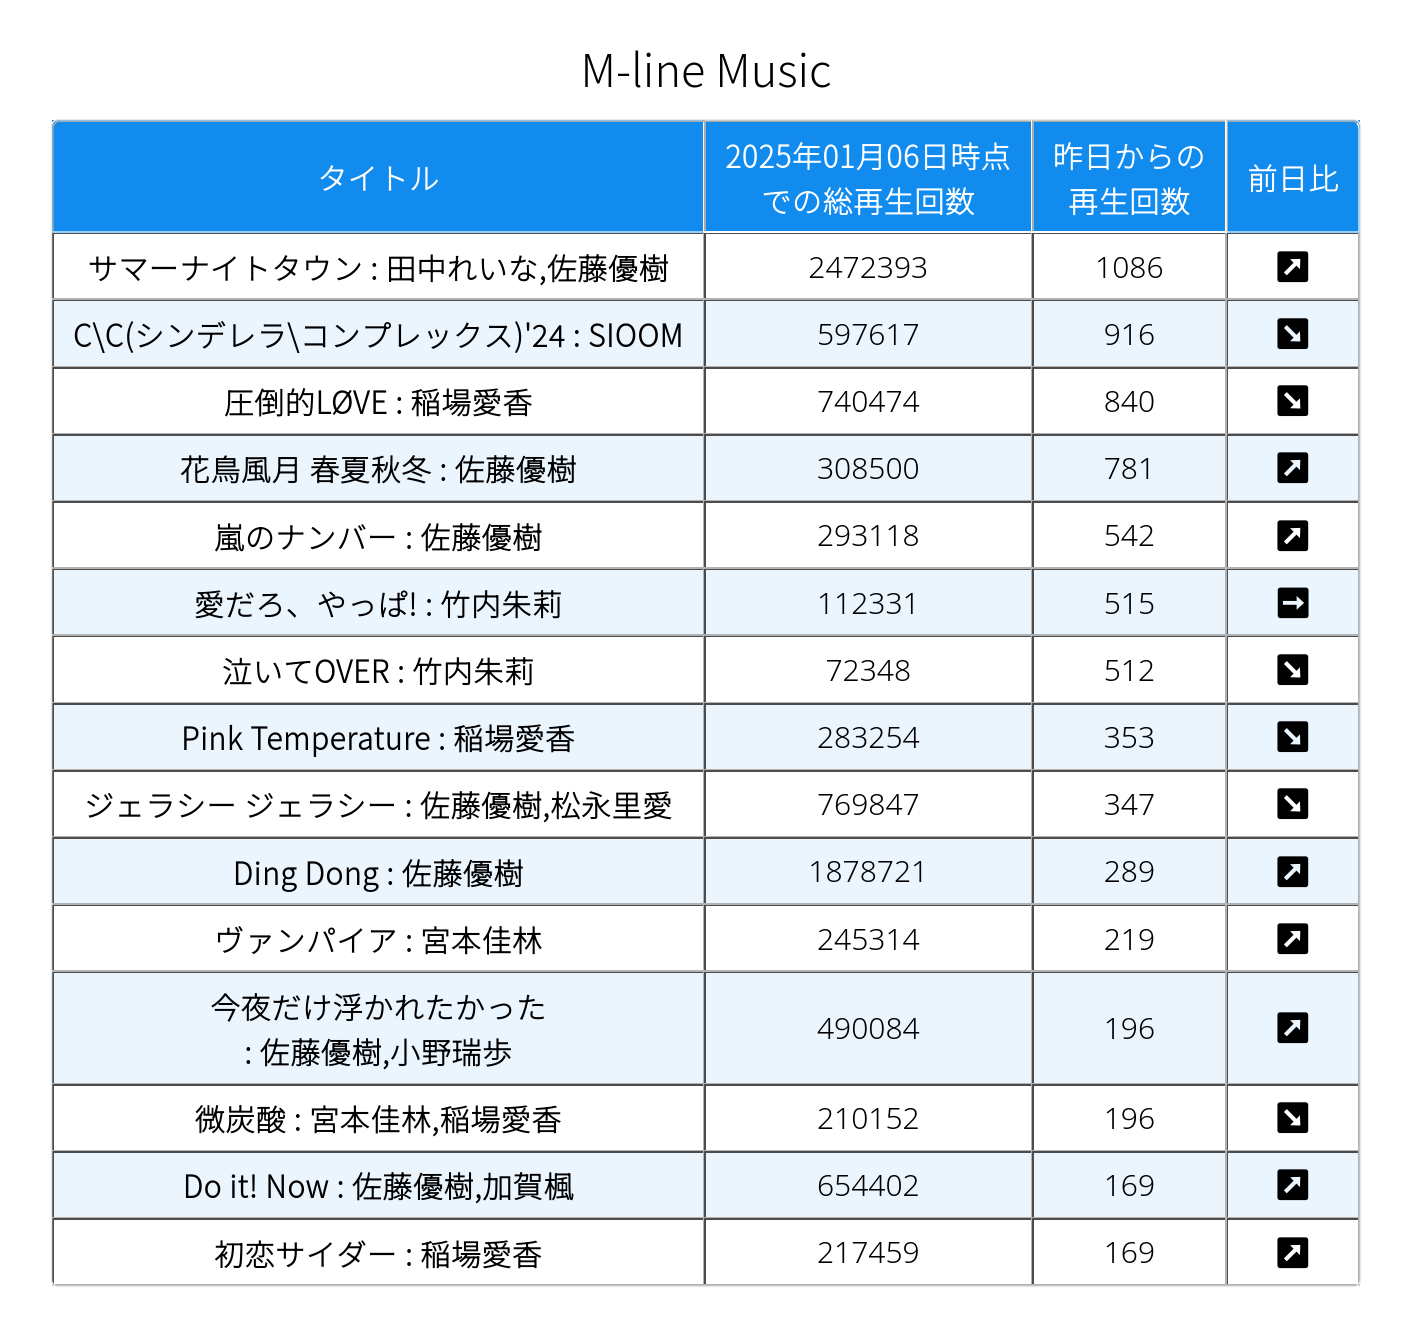 M-line Music
タイトル
2025年01月06日時点
での総再生回数
昨日からの
再生回数
前日比
サマーナイトタウン : 田中れいな,佐藤優樹
2472393
1086
C\C(シンデレラ\コンプレックス)'24 : SIOOM
597617
916
圧倒的LØVE : 稲場愛香
740474
840
花鳥風月 春夏秋冬 : 佐藤優樹
308500
781
嵐のナンバー : 佐藤優樹
293118
542
愛だろ、やっぱ! : 竹内朱莉
112331
515
泣いてOVER : 竹内朱莉
72348
512
Pink Temperature : 稲場愛香
283254
353
ジェラシー ジェラシー : 佐藤優樹,松永里愛
769847
347
Ding Dong : 佐藤優樹
1878721
289
ヴァンパイア : 宮本佳林
245314
219
今夜だけ浮かれたかった
: 佐藤優樹,小野瑞歩
490084
196
微炭酸 : 宮本佳林,稲場愛香
210152
196
Do it! Now : 佐藤優樹,加賀楓
654402
169
初恋サイダー : 稲場愛香
217459
169